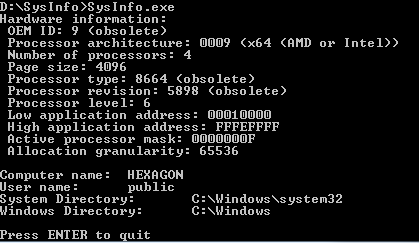 D:\SysInfo>SysInfo.exe
Hardware information:
OEM ID: 9 (obsolete)
Processor architecture: 0009 (x64 (AMD or Intel))
Number of processors: 4
Page size: 4096
Processor type: 8664 (obsolete)
Processor revision: 5898 (obsolete)
Processor level: 6
Low application address: 00010000
High application address: FFFEFFFF
Active processor mask: 0000000F
Allocation granularity: 65536
Computer name: HEXAGON
User name: public
System Directory: C:\Windows\system32
Windows Directory: C:\Windows
Press ENTER to quit